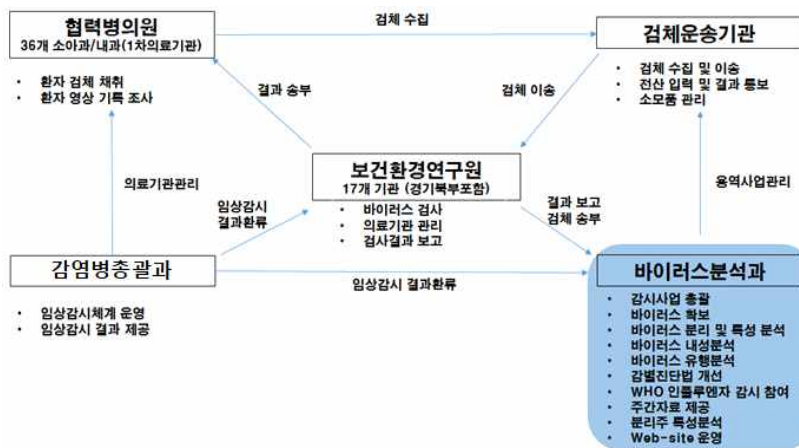 협력병의원
36개 소아과/내과(1차의료기관)
• 환자 검체 채취
• 환자 영상 기록 조사
검체 수집
검체운송기관
• 검체 수집 및 이송
• 전산 입력 및 결과 통보
• 소모품 관리
결과 송부
검체 이송
의료기관관리
보건환경연구원
17개 기관 (경기북부포함)
• 바이러스 검사
• 의료기관 관리
• 검사결과 보고
임상감시
결과환류
결과 보고
검체 송부
용역사업관리
감염병총괄과
• 임상감시체계 운영
• 임상감시 결과 제공
임상감시 결과환류
바이러스분석과
• 감시사업 총괄
• 바이러스 확보
• 바이러스 분리 및 특성 분석
• 바이러스 내성분석
• 바이러스 유행분석
• 감별진단법 개선
• WHO 인플루엔자 감시 참여
• 주간자료 제공
• 분리주 특성분석
• Web-site 운영